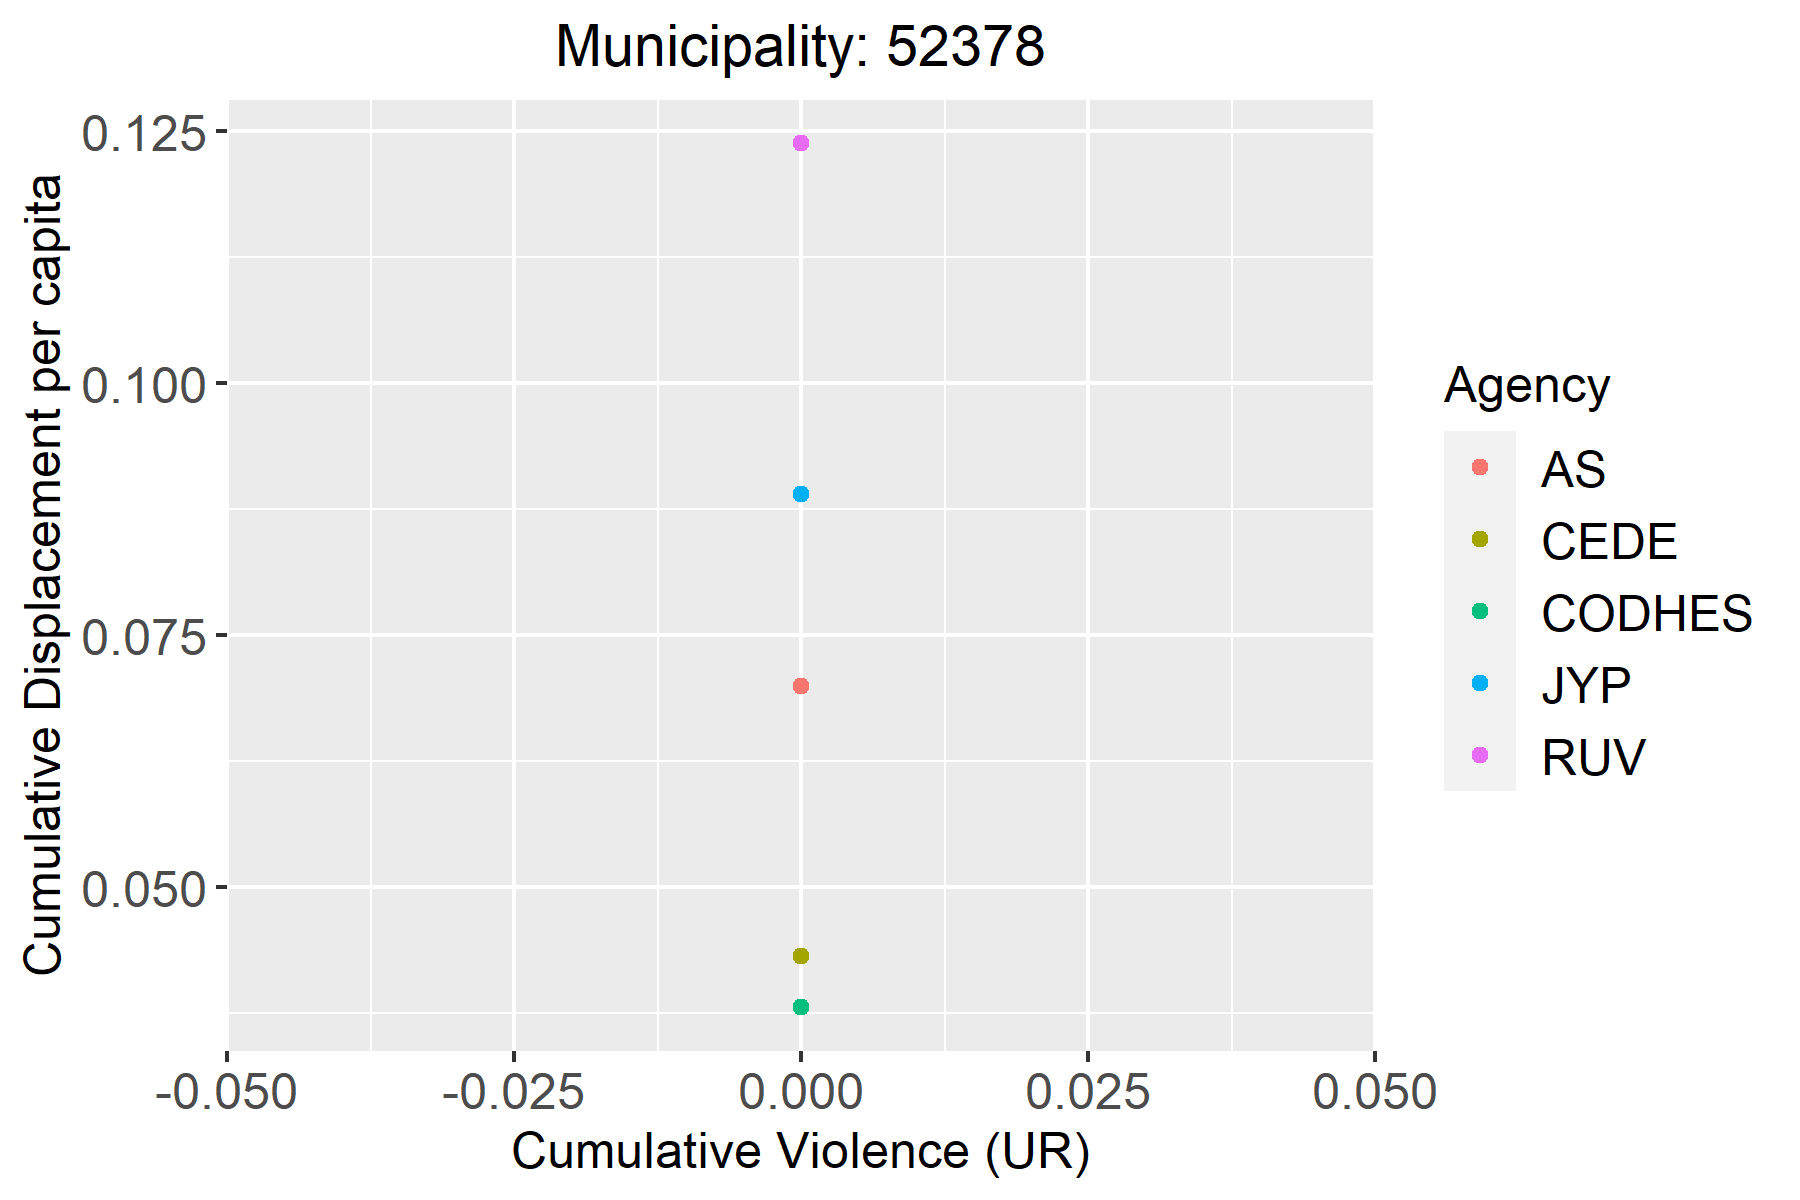 Municipality: 52378
Cumulative Displacement per capita
0.125
0.100
0.075
0.050
-0.050
-0.025
0.000
0.025
0.050
Cumulative Violence (UR)
Agency
AS
CEDE
CODHES
JYP
RUV